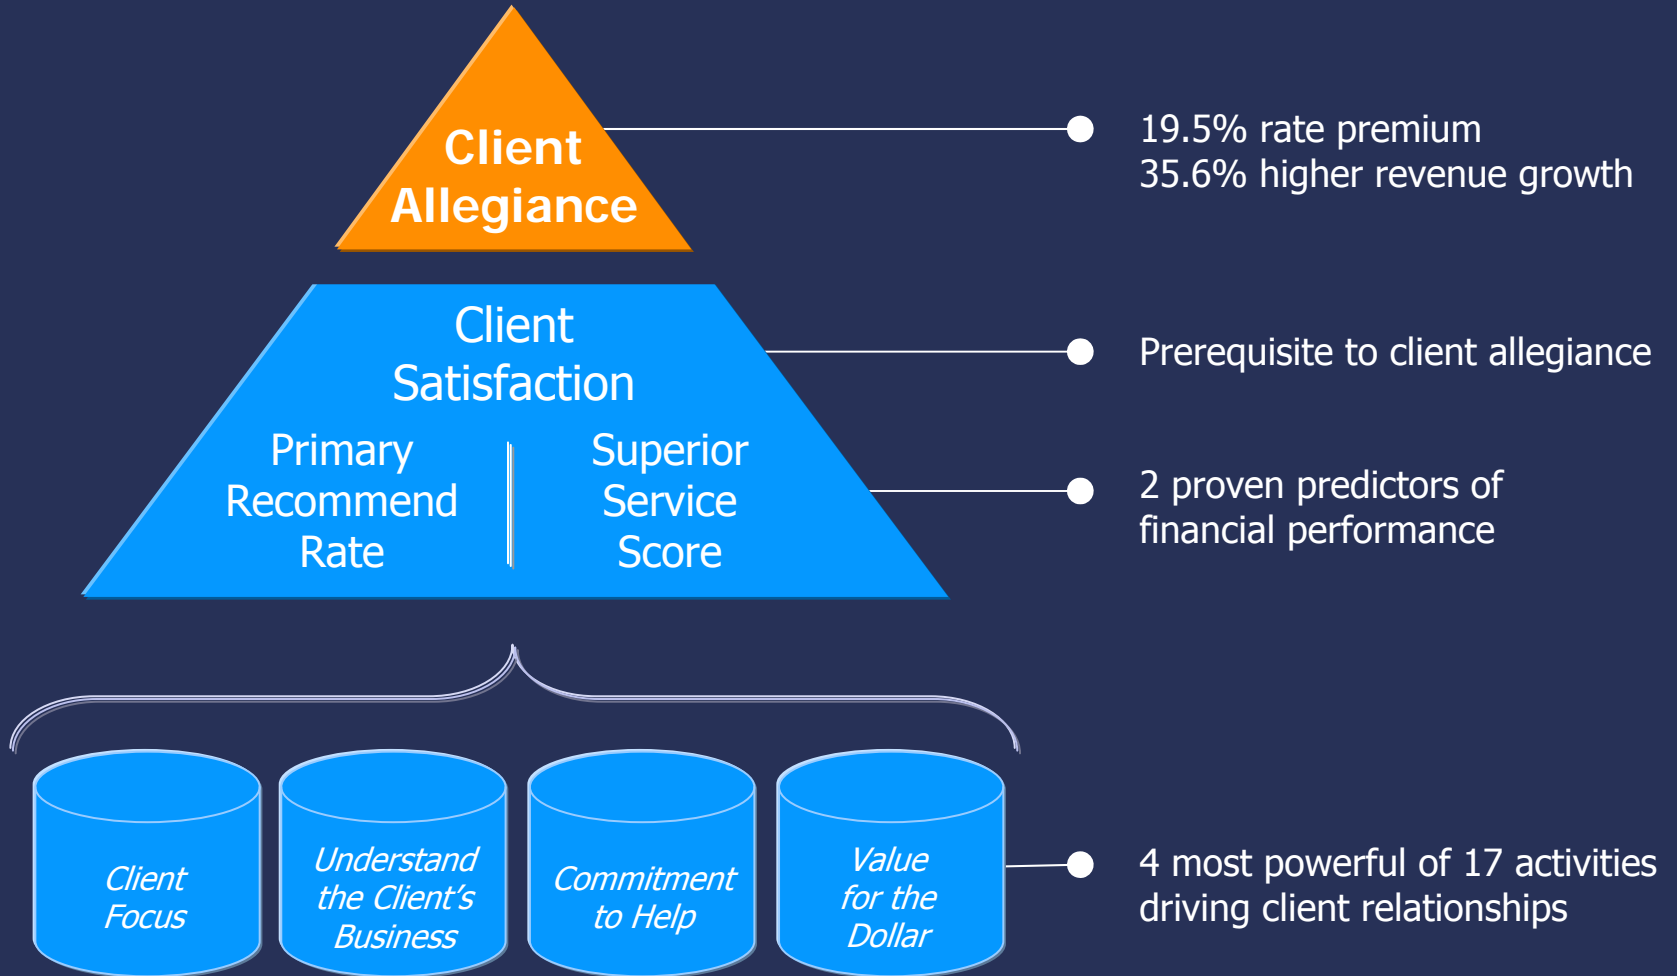 Client
Allegiance
19.5% rate premium
35.6% higher revenue growth
Client
Satisfaction
Prerequisite to client allegiance
Primary
Recommend
Rate
Superior
Service
Score
2 proven predictors of
financial performance
Client
Focus
Understand
the Client's
Business
Commitment
to Help
Value
for the
Dollar
4 most powerful of 17 activities
driving client relationships